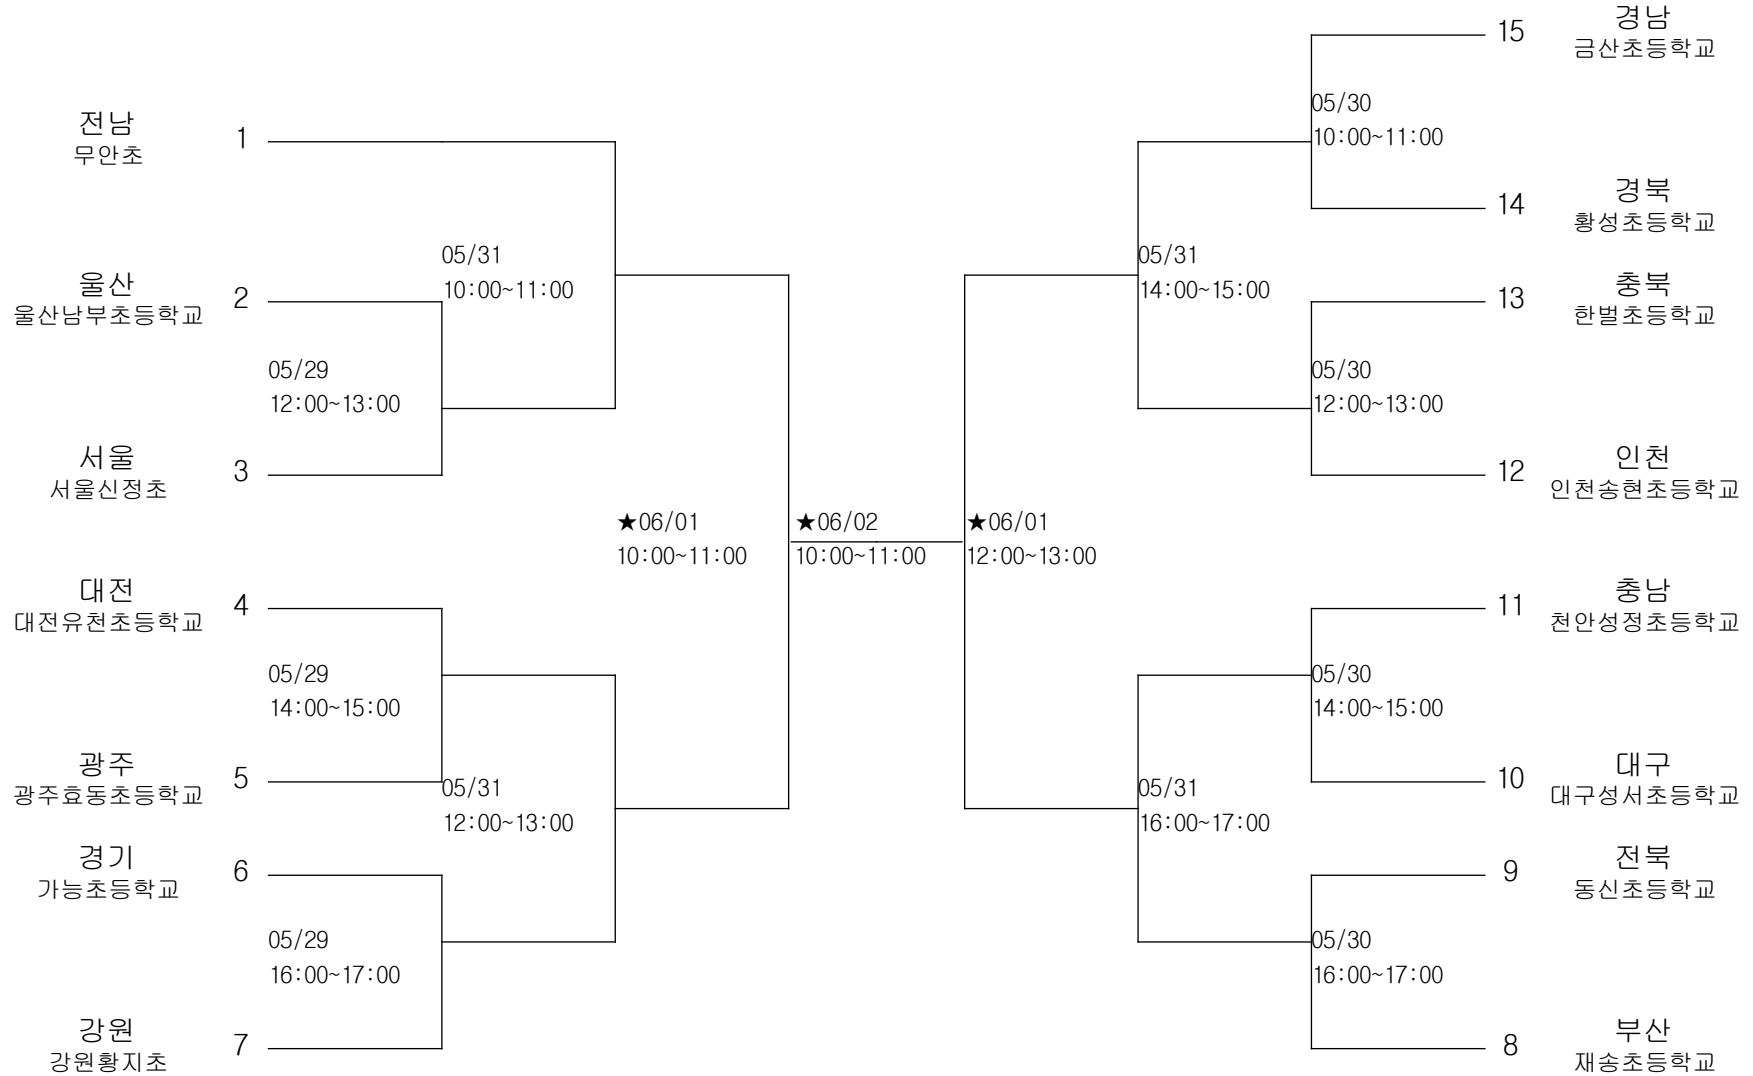 전남
무안초
1
울산
울산남부초등학교
2
05/29
12:00~13:00
서울
서울신정초
3
05/31
10:00~11:00
대전
대전유천초등학교
4
05/29
14:00~15:00
광주
광주효동초등학교
5
경기
가능초등학교
6
05/29
16:00~17:00
강원
강원황지초
7
05/31
12:00~13:00
★06/01
10:00~11:00
★06/02
10:00~11:00
★06/01
12:00~13:00
15
경남
금산초등학교
05/30
10:00~11:00
14
경북
황성초등학교
05/31
14:00~15:00
13
충북
한벌초등학교
05/30
12:00~13:00
12
인천
인천송현초등학교
11
충남
천안성정초등학교
05/30
14:00~15:00
10
대구
대구성서초등학교
05/31
16:00~17:00
9
전북
동신초등학교
05/30
16:00~17:00
8
부산
재송초등학교